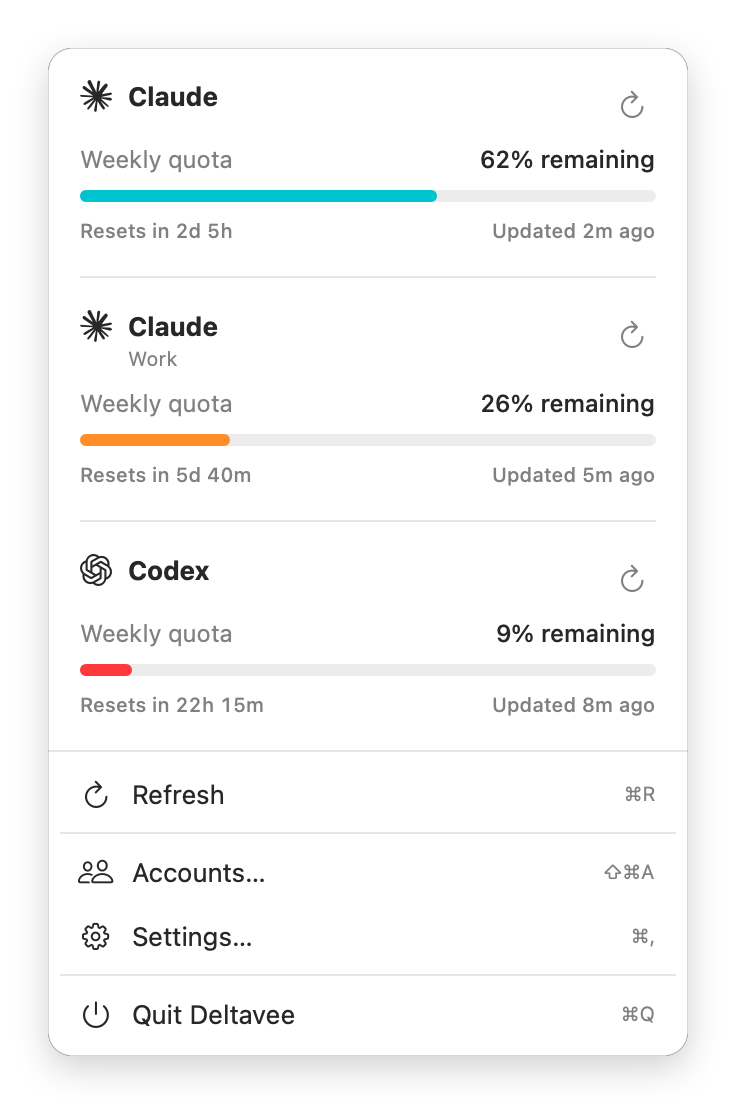 Claude
Weekly quota 62% remaining
Resets in 2d 5h Updated 2m ago
Claude
Work
Weekly quota 26% remaining
Resets in 5d 40m Updated 5m ago
Codex
Weekly quota 9% remaining
Resets in 22h 15m Updated 8m ago
Refresh ⌘R
Accounts... ⇧⌘A
Settings... ⌘,
Quit Deltavee ⌘Q